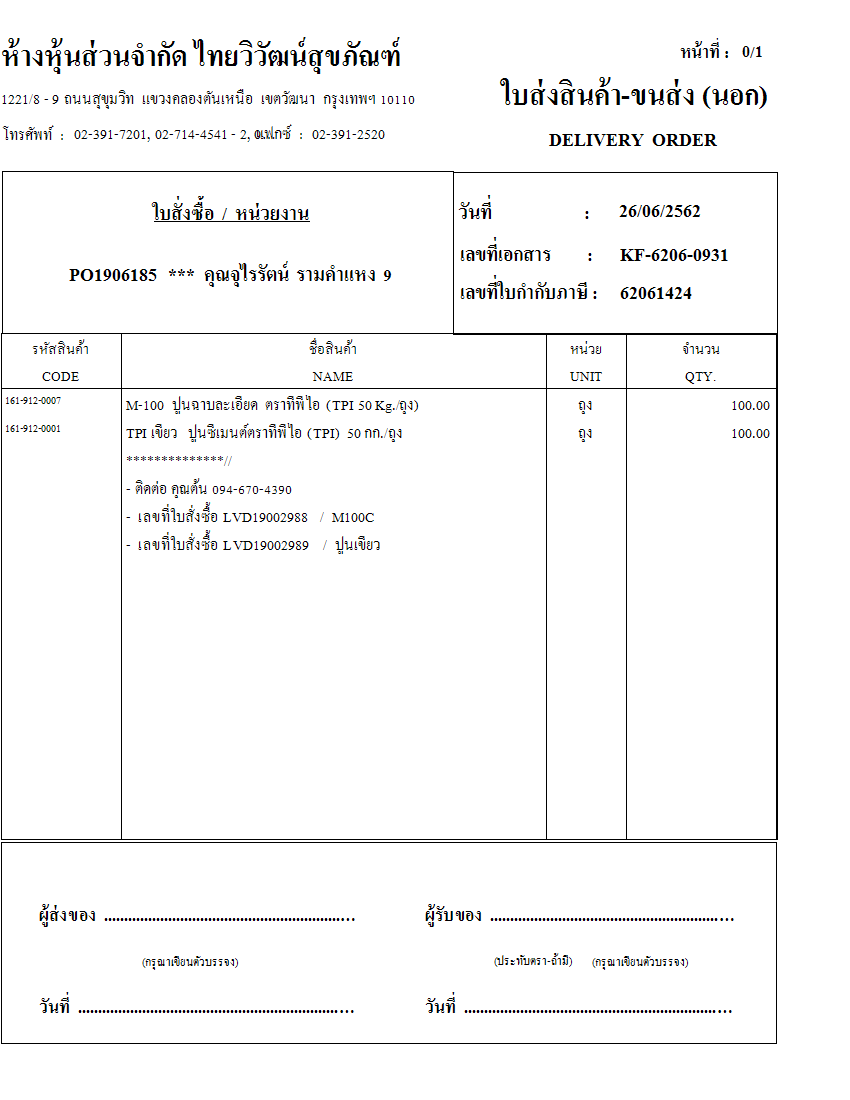 ห้างหุ้นส่วนจำกัด ไทยวิวัฒน์สุขภัณฑ์
หน้าที่ : 0/1
1221/8 - 9 ถนนสุขุมวิท แขวงคลองตันเหนือ เขตวัฒนา กรุงเทพฯ 10110
ใบส่งสินค้า-ขนส่ง (นอก)
โทรศัพท์ : 02-391-7201, 02-714-4541 - 2, แฟกซ์ : 02-391-2520
DELIVERY ORDER
ใบสั่งซื้อ / หน่วยงาน
วันที่ : 26/06/2562
PO1906185 *** คุณจุไรรัตน์ รามคำแหง 9
เลขที่เอกสาร : KF-6206-0931
เลขที่ใบกำกับภาษี : 62061424
รหัสสินค้า ชื่อสินค้า หน่วย จำนวน
CODE NAME UNIT QTY.
161-912-0007 M-100 ปูนฉาบละเอียด ตราทีพีไอ (TPI 50 Kg./ถุง) ถุง 100.00
161-912-0001 TPI เขียว ปูนซีเมนต์ตราทีพีไอ (TPI) 50 กก./ถุง ถุง 100.00
**************//
- ติดต่อ คุณต้น 094-670-4390
- เลขที่ใบสั่งซื้อ LVD19002988 / M100C
- เลขที่ใบสั่งซื้อ LVD19002989 / ปูนเขียว
ผู้ส่งของ ............................................................... ผู้รับของ ...............................................................
(กรุณาเขียนตัวบรรจง) (ประทับตรา-ถ้ามี) (กรุณาเขียนตัวบรรจง)
วันที่ ..................................................................... วันที่ .....................................................................